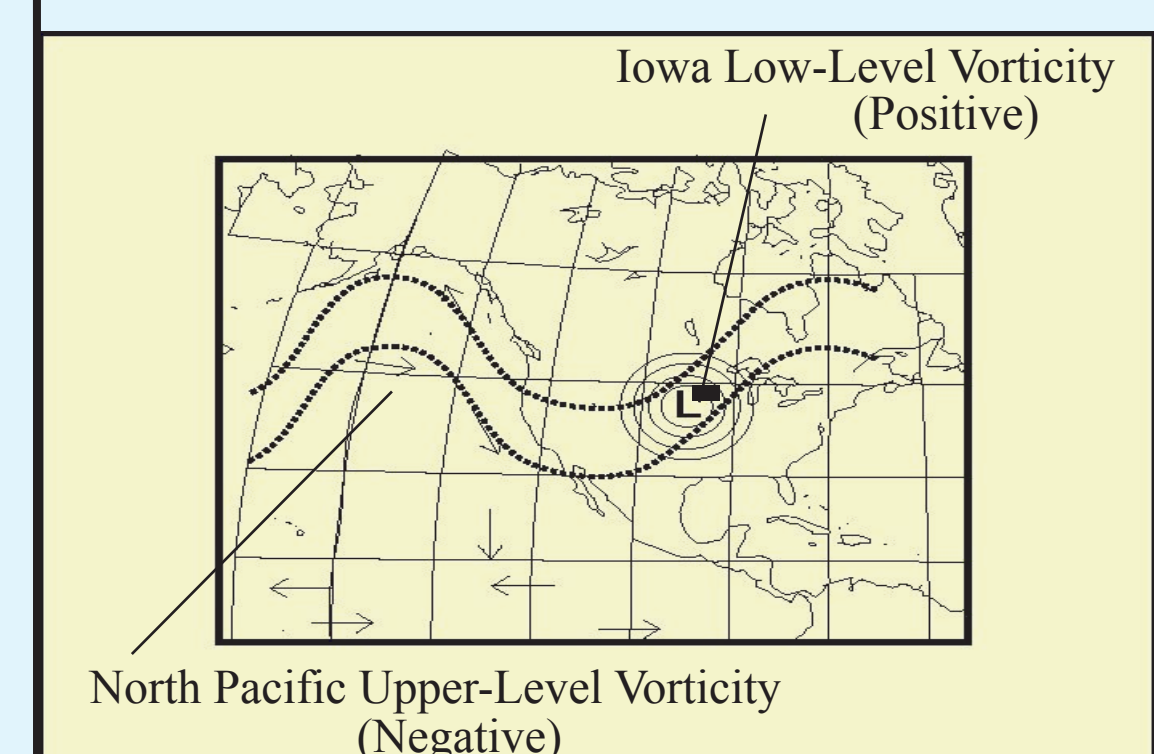 Iowa Low-Level Vorticity
(Positive)
L
North Pacific Upper-Level Vorticity
(Negative)